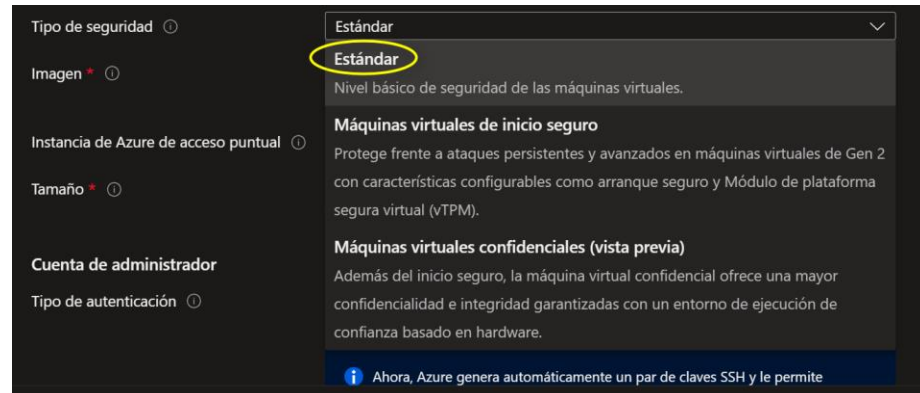 Tipo de seguridad
Estándar
Estándar
Nivel básico de seguridad de las máquinas virtuales.
Imagen *
Máquinas virtuales de inicio seguro
Protege frente a ataques persistentes y avanzados en máquinas virtuales de Gen 2
con características configurables como arranque seguro y Módulo de plataforma
segura virtual (vTPM).
Instancia de Azure de acceso puntual
Tamaño *
Máquinas virtuales confidenciales (vista previa)
Además del inicio seguro, la máquina virtual confidencial ofrece una mayor
confidencialidad e integridad garantizadas con un entorno de ejecución de
confianza basado en hardware.
Cuenta de administrador
Tipo de autenticación
Ahora, Azure genera automáticamente un par de claves SSH y le permite